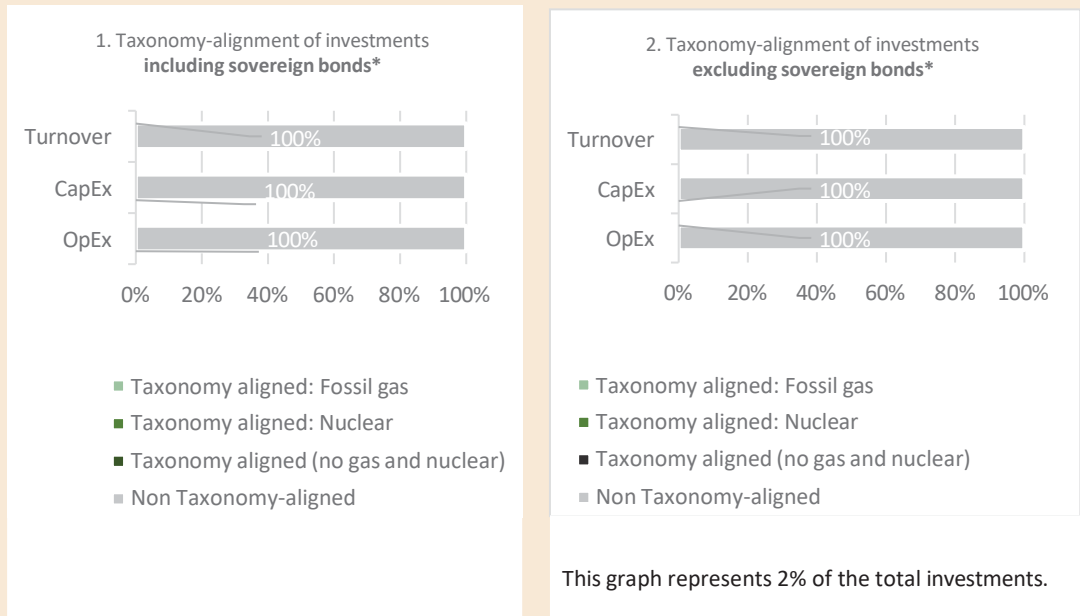 1. Taxonomy-alignment of investments
including sovereign bonds*
Turnover
100%
CapEx
100%
OpEx
100%
0% 20% 40% 60% 80% 100%
Taxonomy aligned: Fossil gas
Taxonomy aligned: Nuclear
Taxonomy aligned (no gas and nuclear)
Non Taxonomy-aligned
2. Taxonomy-alignment of investments
excluding sovereign bonds*
Turnover
100%
CapEx
100%
OpEx
100%
0% 20% 40% 60% 80% 100%
Taxonomy aligned: Fossil gas
Taxonomy aligned: Nuclear
Taxonomy aligned (no gas and nuclear)
Non Taxonomy-aligned
This graph represents 2% of the total investments.